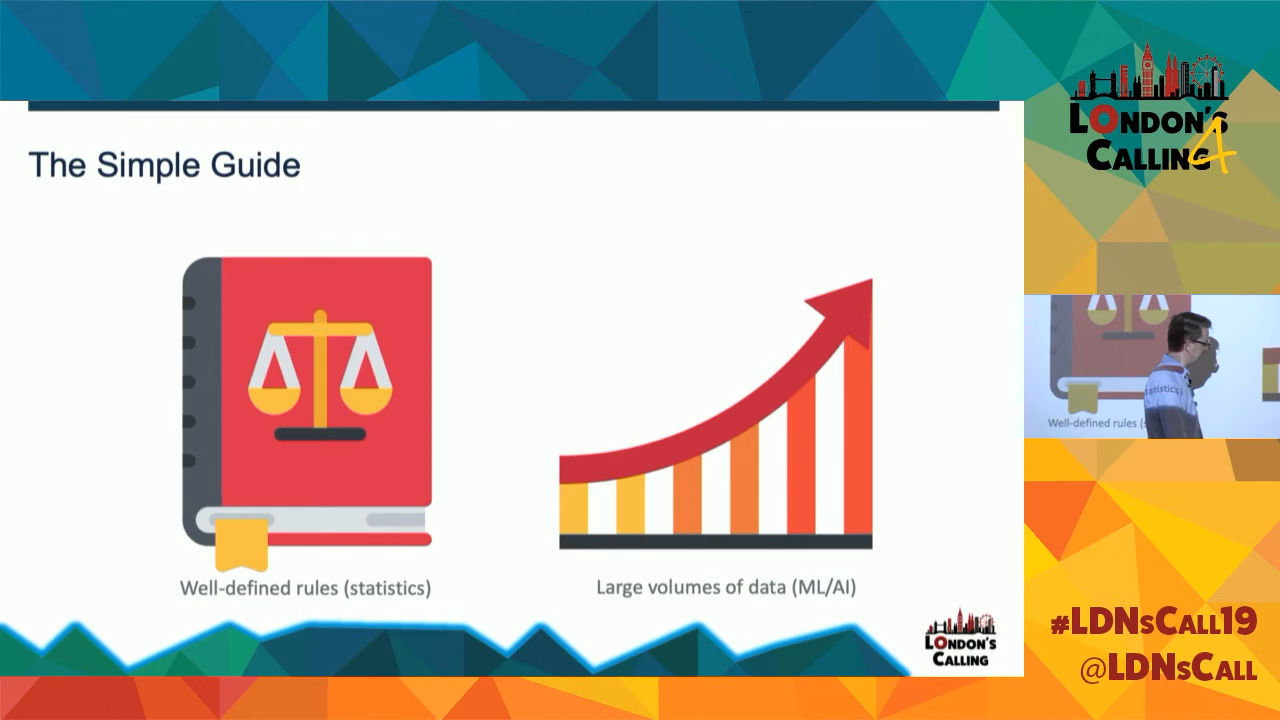 The Simple Guide
Well-defined rules (statistics)
Large volumes of data (ML/AI)
LONDON'S
CALLING
LONDON'S
CALLING 4
statistics)
Well-defined rules (s
#LDNsCALL19
@LDNsCALL